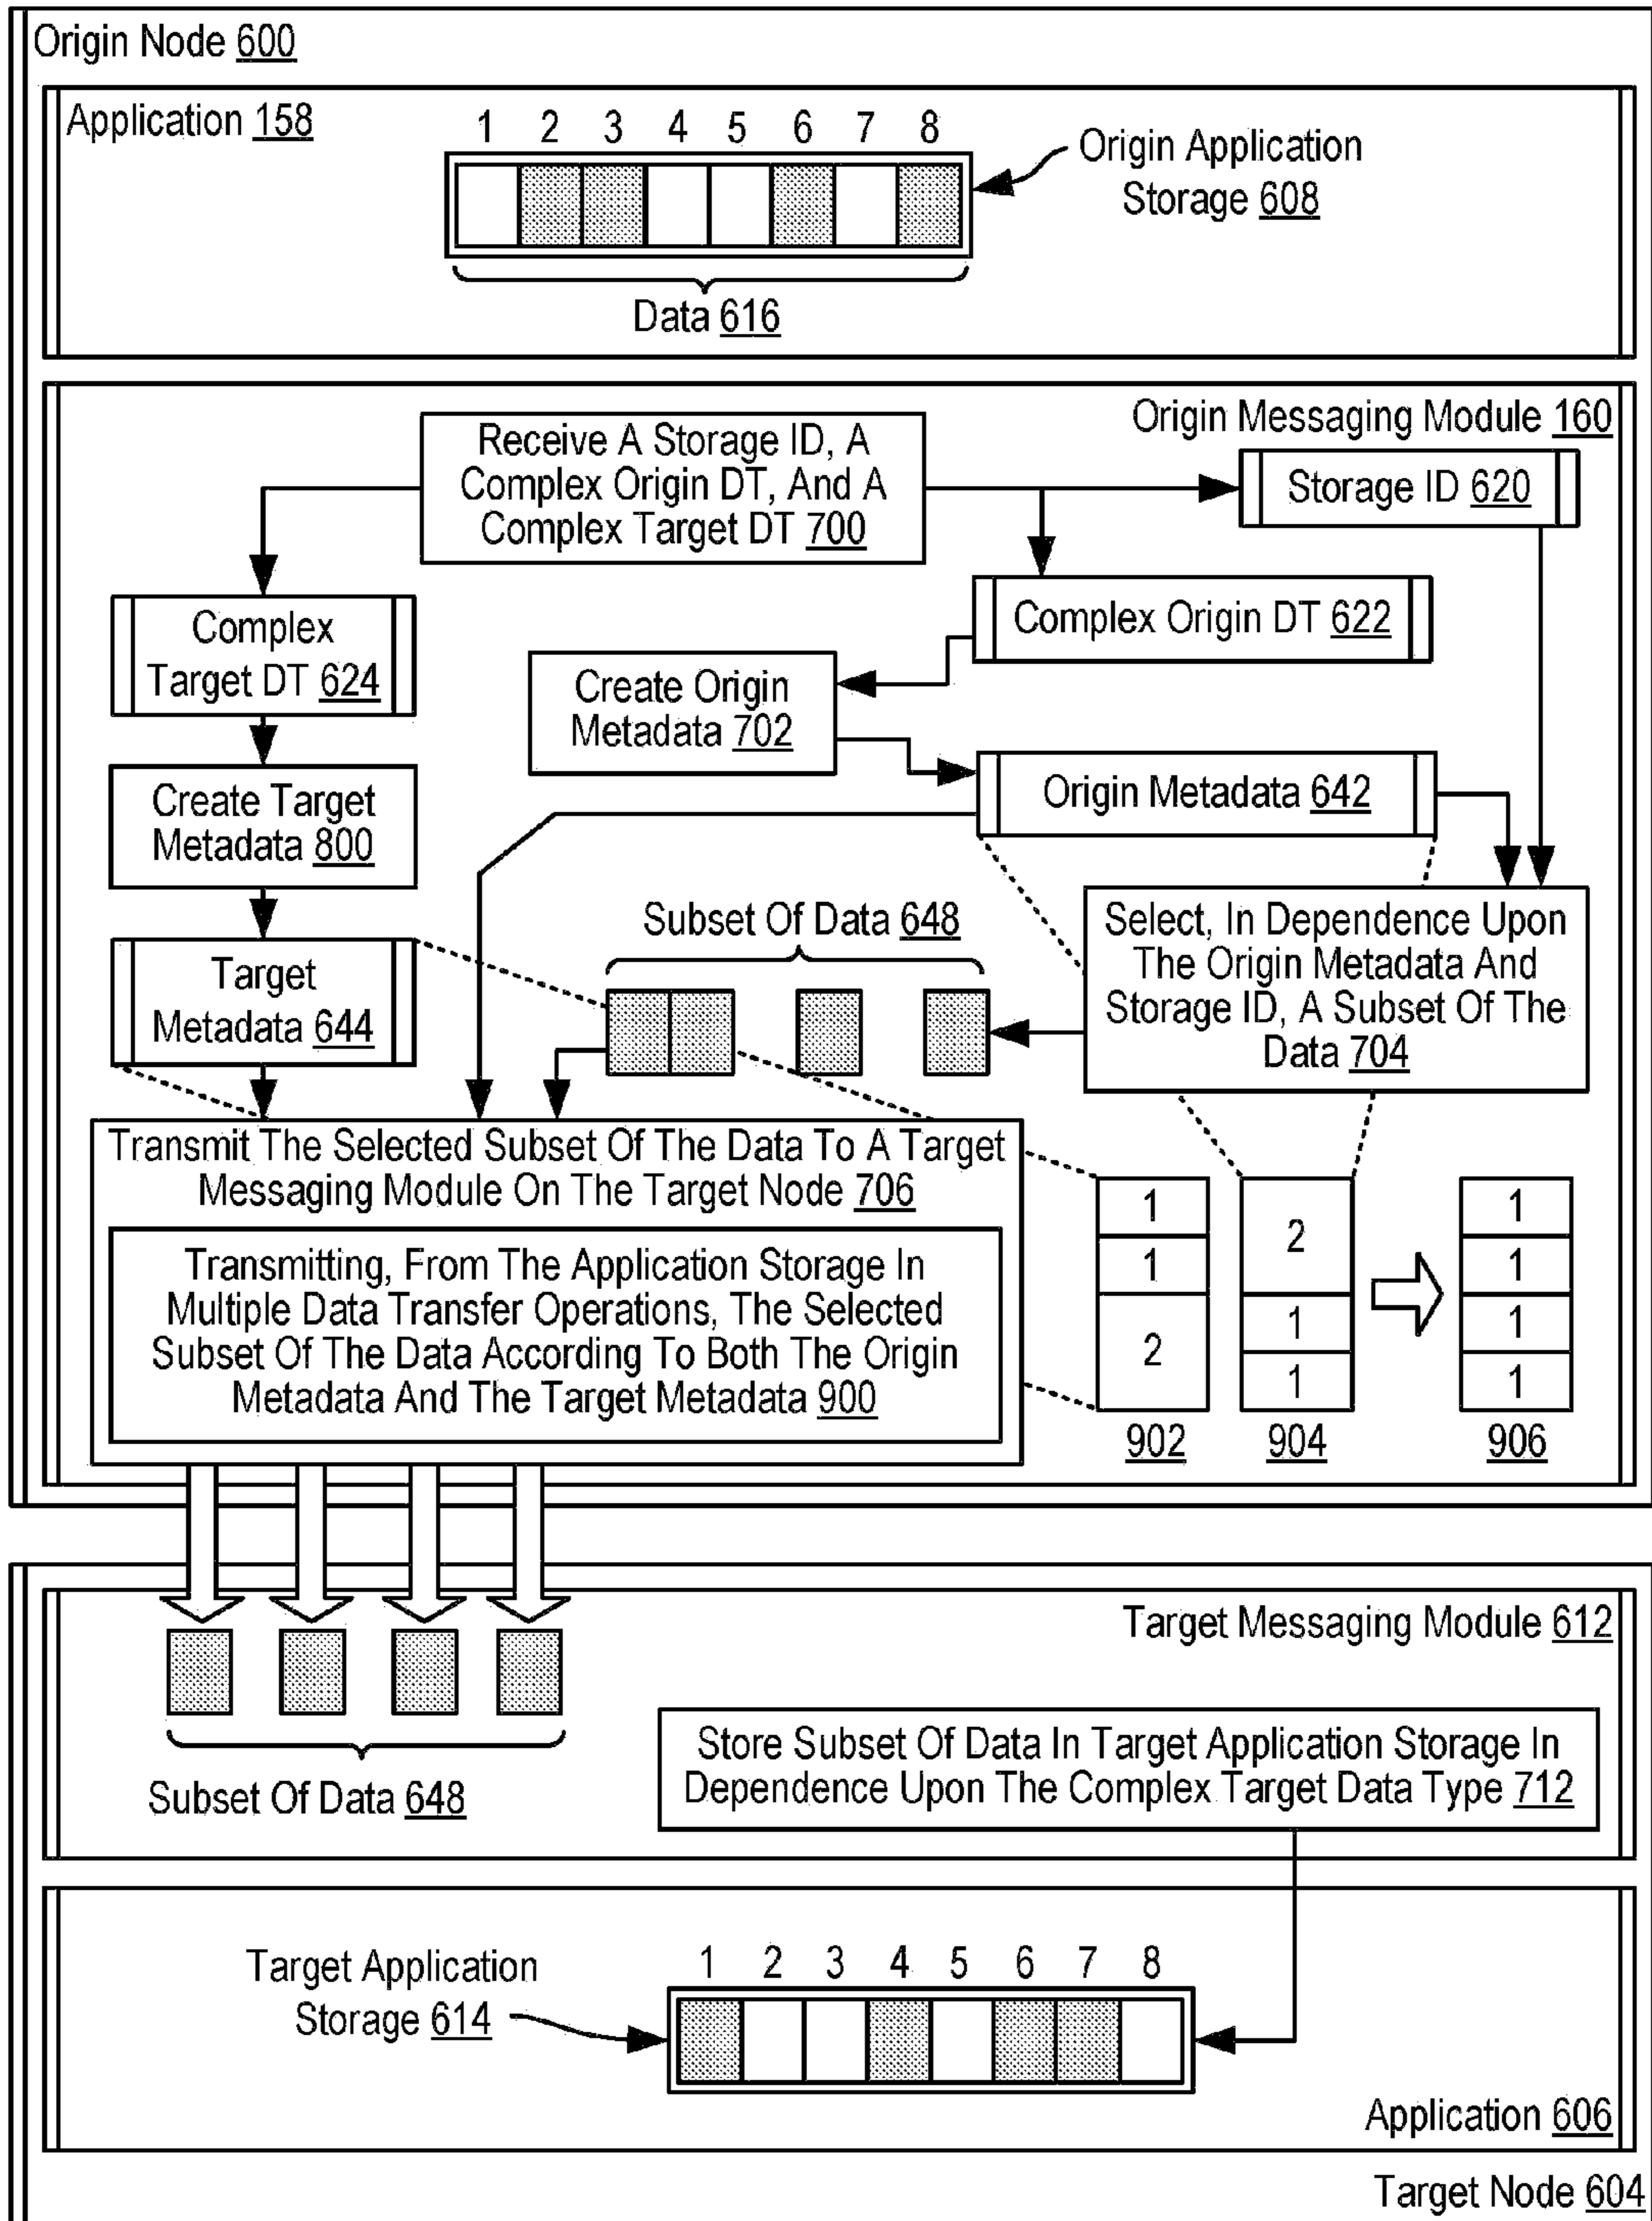 Origin Node 600
Application 158
1 2 3 4 5 6 7 8
Origin Application
Storage 608
Data 616
Origin Messaging Module 160
Receive A Storage ID, A
Complex Origin DT, And A
Complex Target DT 700
Storage ID 620
Complex Origin DT 622
Complex
Target DT 624
Create Origin
Metadata 702
Origin Metadata 642
Create Target
Metadata 800
Subset Of Data 648
Select, In Dependence Upon
The Origin Metadata And
Storage ID, A Subset Of The
Data 704
Target
Metadata 644
Transmit The Selected Subset Of The Data To A Target
Messaging Module On The Target Node 706
Transmitting, From The Application Storage In
Multiple Data Transfer Operations, The Selected
Subset Of The Data According To Both The Origin
Metadata And The Target Metadata 900
1
1
2
902
2
1
1
904
1
1
1
1
906
Target Messaging Module 612
Subset Of Data 648
Store Subset Of Data In Target Application Storage In
Dependence Upon The Complex Target Data Type 712
Target Application
Storage 614
1 2 3 4 5 6 7 8
Application 606
Target Node 604